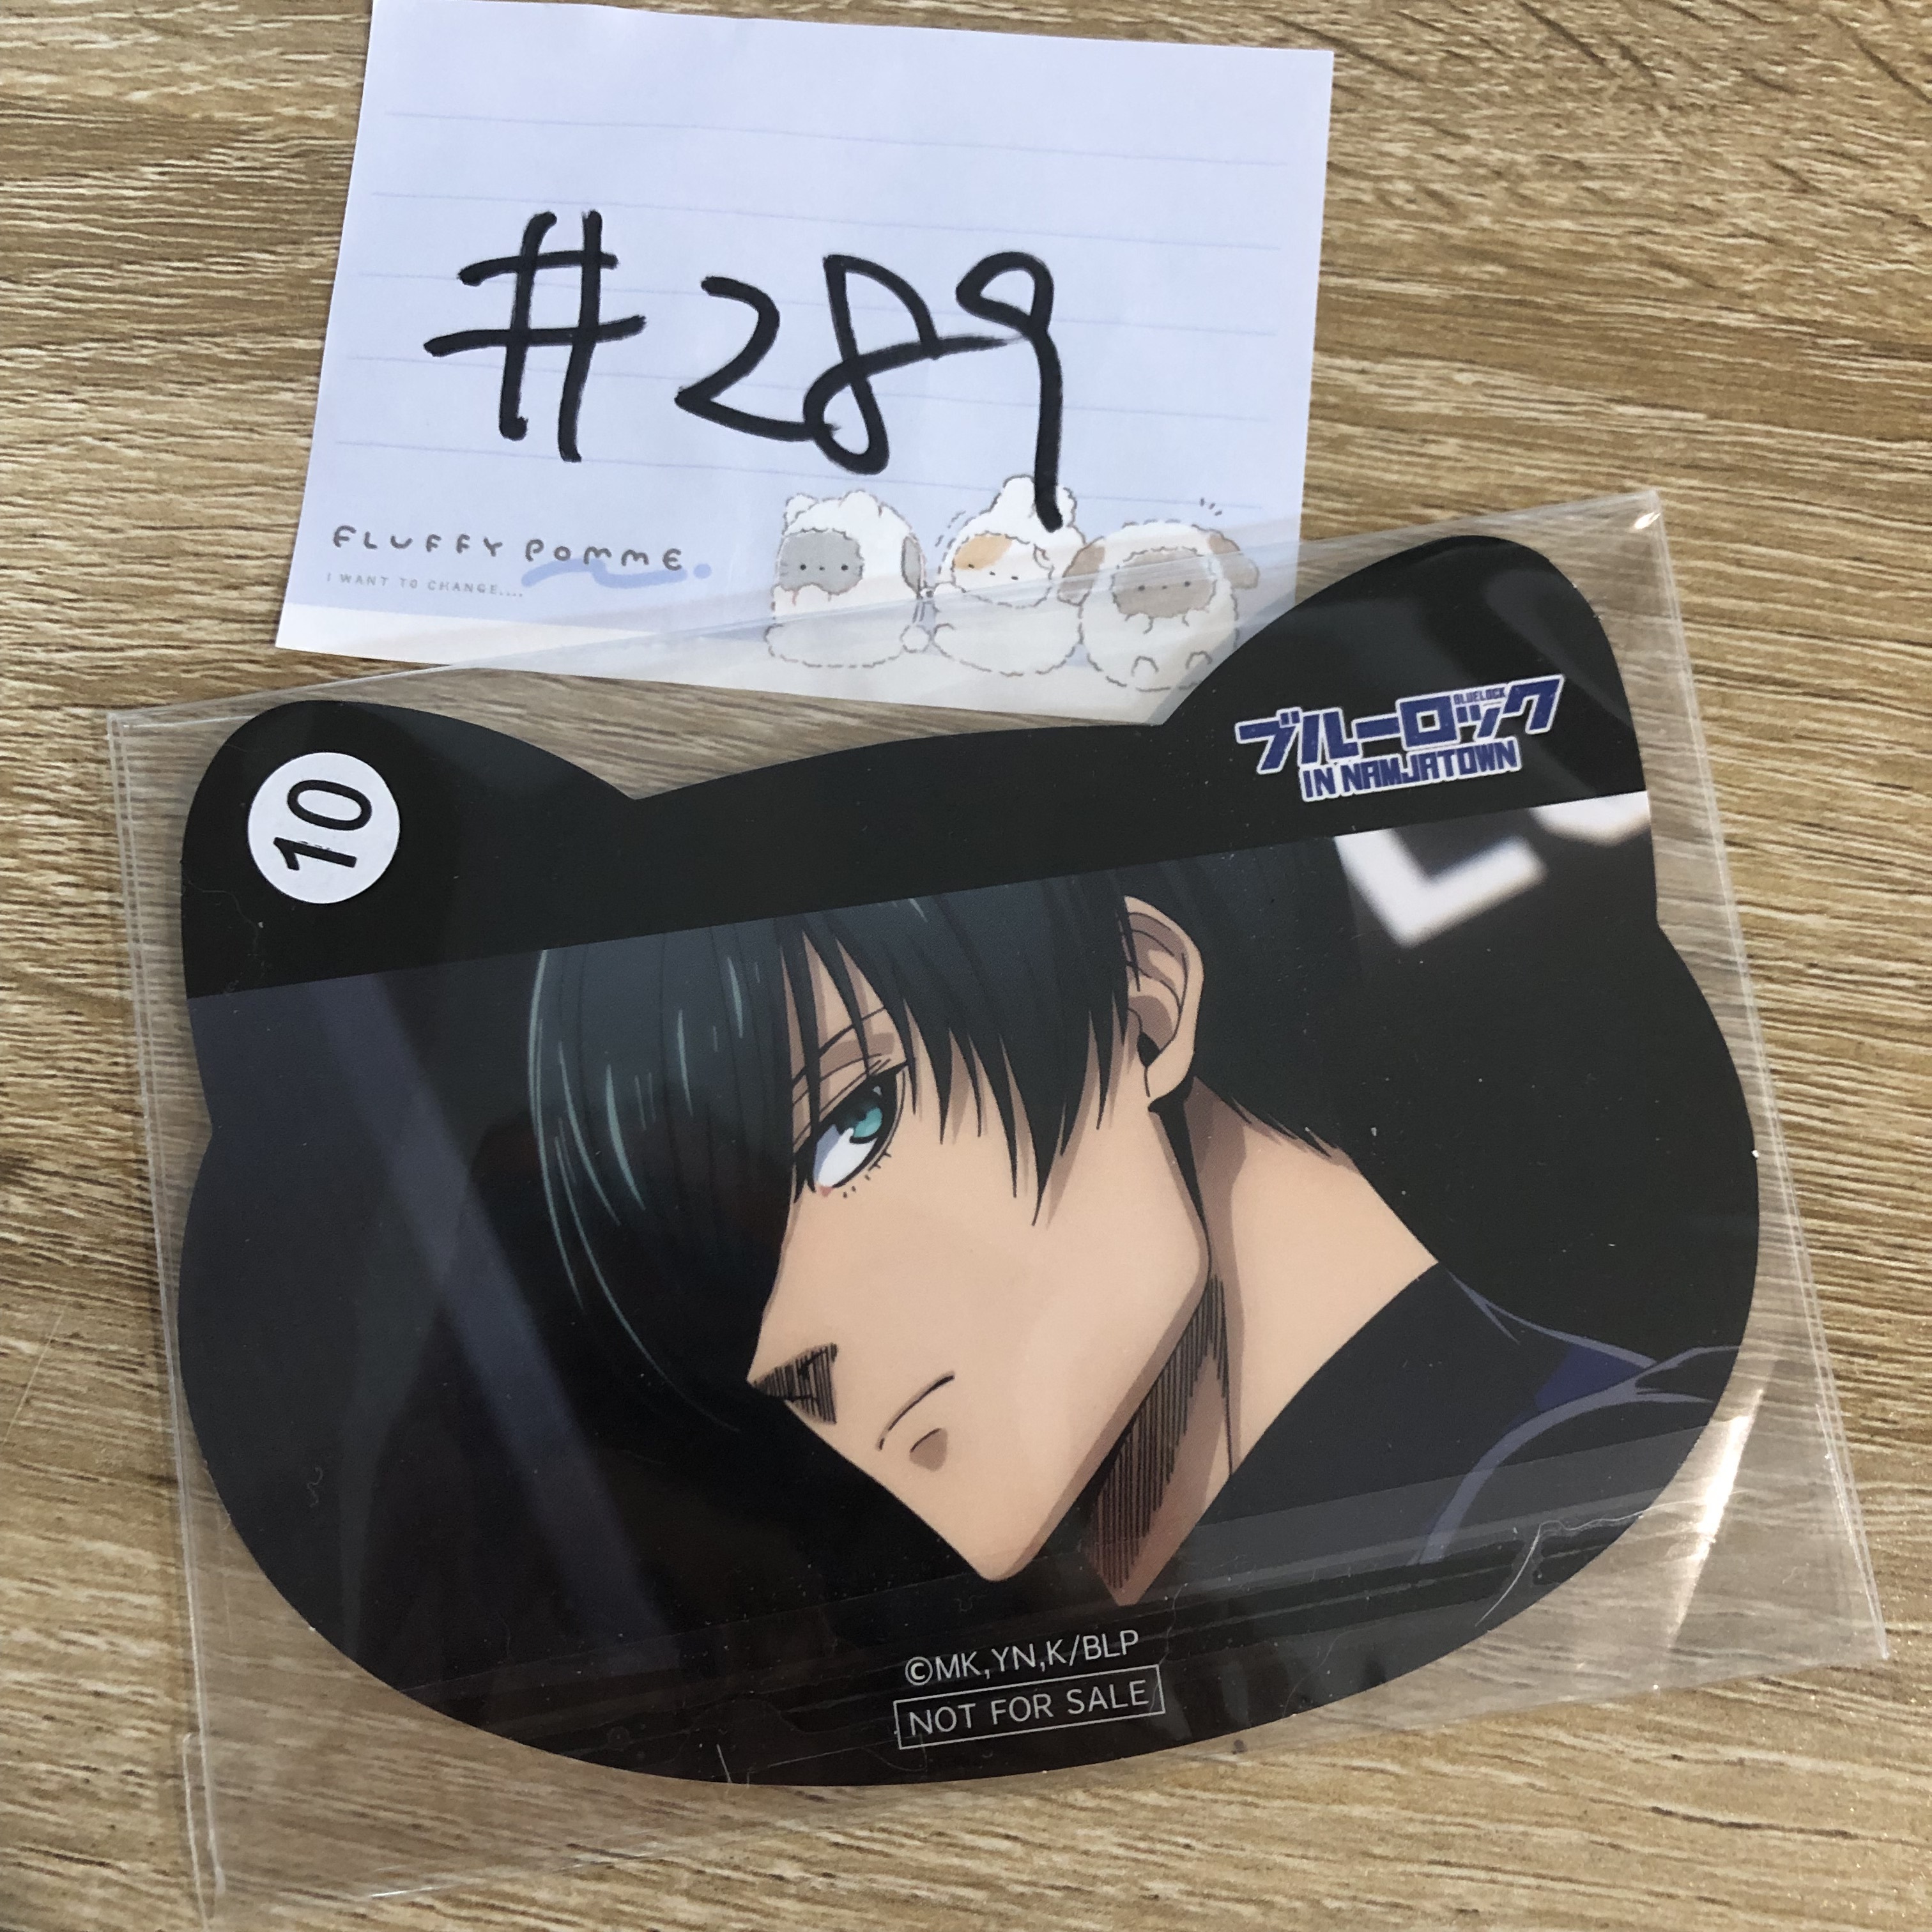 #289
FLUFFY POMME.
I WANT TO CHANGE....
10
BLUELOCK
ブルーロック
IN NAMJATOWN
©MK,YN,K/BLP
NOT FOR SALE